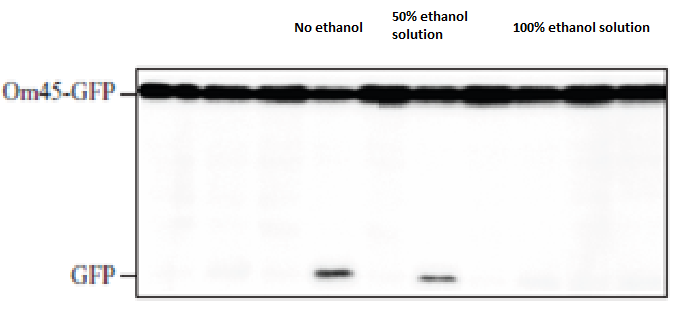 No ethanol
50% ethanol
solution
100% ethanol solution
Om45-GFP
GFP